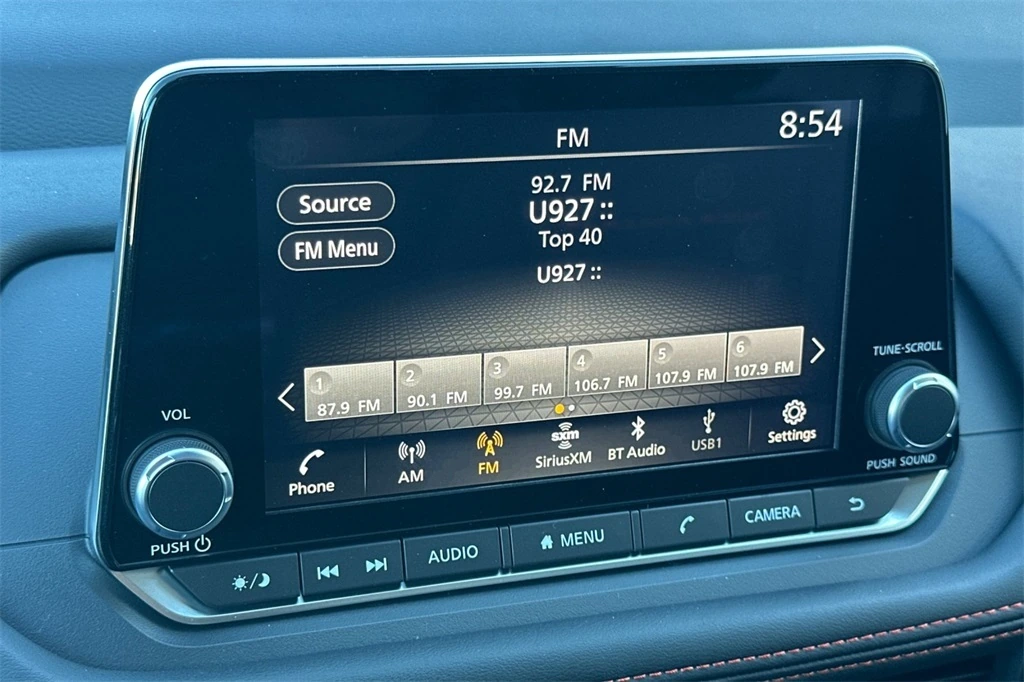 FM
8:54
Source
FM Menu
92.7 FM
U927 ::
Top 40
U927 ::
1
87.9 FM
2
90.1 FM
3
99.7 FM
4
106.7 FM
5
107.9 FM
6
107.9 FM
Phone
AM
FM
sxm
SiriusXM
BT Audio
USB1
Settings
VOL
PUSH
TUNE-SCROLL
PUSH SOUND
AUDIO
MENU
CAMERA